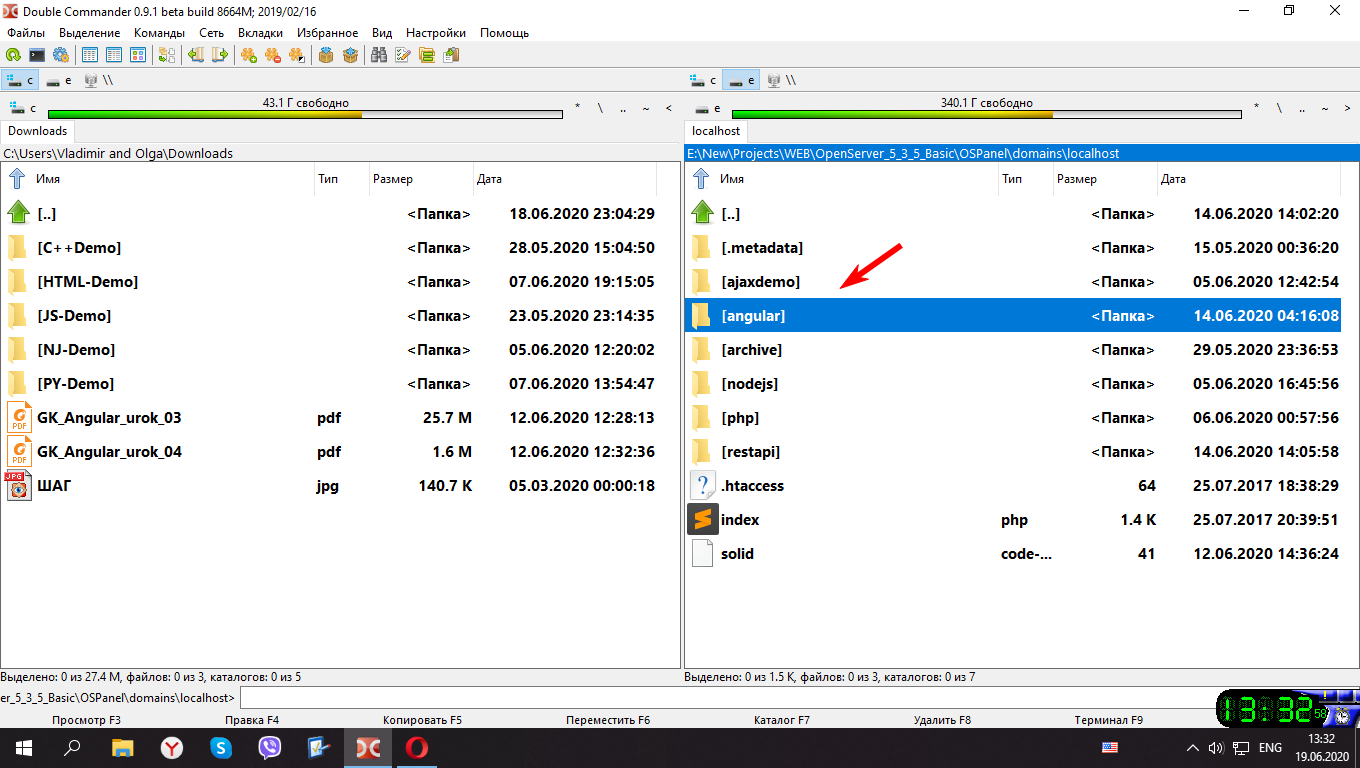 Double Commander 0.9.1 beta build 8664M; 2019/02/16
Файлы Выделение Команды Сеть Вкладки Избранное Вид Настройки Помощь
c e \\ c e \\
c 43.1 Г свободно * \ .. ~ < e 340.1 Г свободно * \ .. ~ >
Downloads localhost
C:\Users\Vladimir and Olga\Downloads E:\New\Projects\WEB\OpenServer_5_3_5_Basic\OSPanel\domains\localhost
Имя Тип Размер Дата
[..] <Папка> 18.06.2020 23:04:29
[C++Demo] <Папка> 28.05.2020 15:04:50
[HTML-Demo] <Папка> 07.06.2020 19:15:05
[JS-Demo] <Папка> 23.05.2020 23:14:35
[NJ-Demo] <Папка> 05.06.2020 12:20:02
[PY-Demo] <Папка> 07.06.2020 13:54:47
PDF GK_Angular_urok_03 pdf 25.7 M 12.06.2020 12:28:13
PDF GK_Angular_urok_04 pdf 1.6 M 12.06.2020 12:32:36
JPG ШАГ jpg 140.7 K 05.03.2020 00:00:18
Выделено: 0 из 27.4 M, файлов: 0 из 3, каталогов: 0 из 5
Имя Тип Размер Дата
[..] <Папка> 14.06.2020 14:02:20
[.metadata] <Папка> 15.05.2020 00:36:20
[ajaxdemo] <Папка> 05.06.2020 12:42:54
[angular] <Папка> 14.06.2020 04:16:08
[archive] <Папка> 29.05.2020 23:36:53
[nodejs] <Папка> 05.06.2020 16:45:56
[php] <Папка> 06.06.2020 00:57:56
[restapi] <Папка> 14.06.2020 14:05:58
.htaccess 64 25.07.2017 18:38:29
index php 1.4 K 25.07.2017 20:39:51
solid code-... 41 12.06.2020 14:36:24
Выделено: 0 из 1.5 K, файлов: 0 из 3, каталогов: 0 из 7
er_5_3_5_Basic\OSPanel\domains\localhost>
13:32 58
Просмотр F3 Правка F4 Копировать F5 Переместить F6 Каталог F7 Удалить F8 Терминал F9
ENG 13:32
19.06.2020